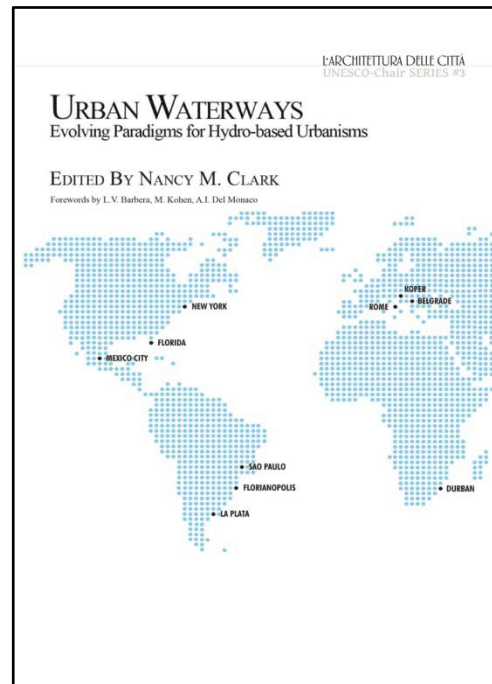 L'ARCHITETTURA DELLE CITTÀ
UNESCO-Chair SERIES #3
URBAN WATERWAYS
Evolving Paradigms for Hydro-based Urbanisms
EDITED BY NANCY M. CLARK
Forewords by L.V. Barbera, M. Kohen, A.I. Del Monaco
KOPER
BELGRADE
ROME
NEW YORK
FLORIDA
MEXICO CITY
SAO PAULO
FLORIANOPOLIS
DURBAN
LA PLATA